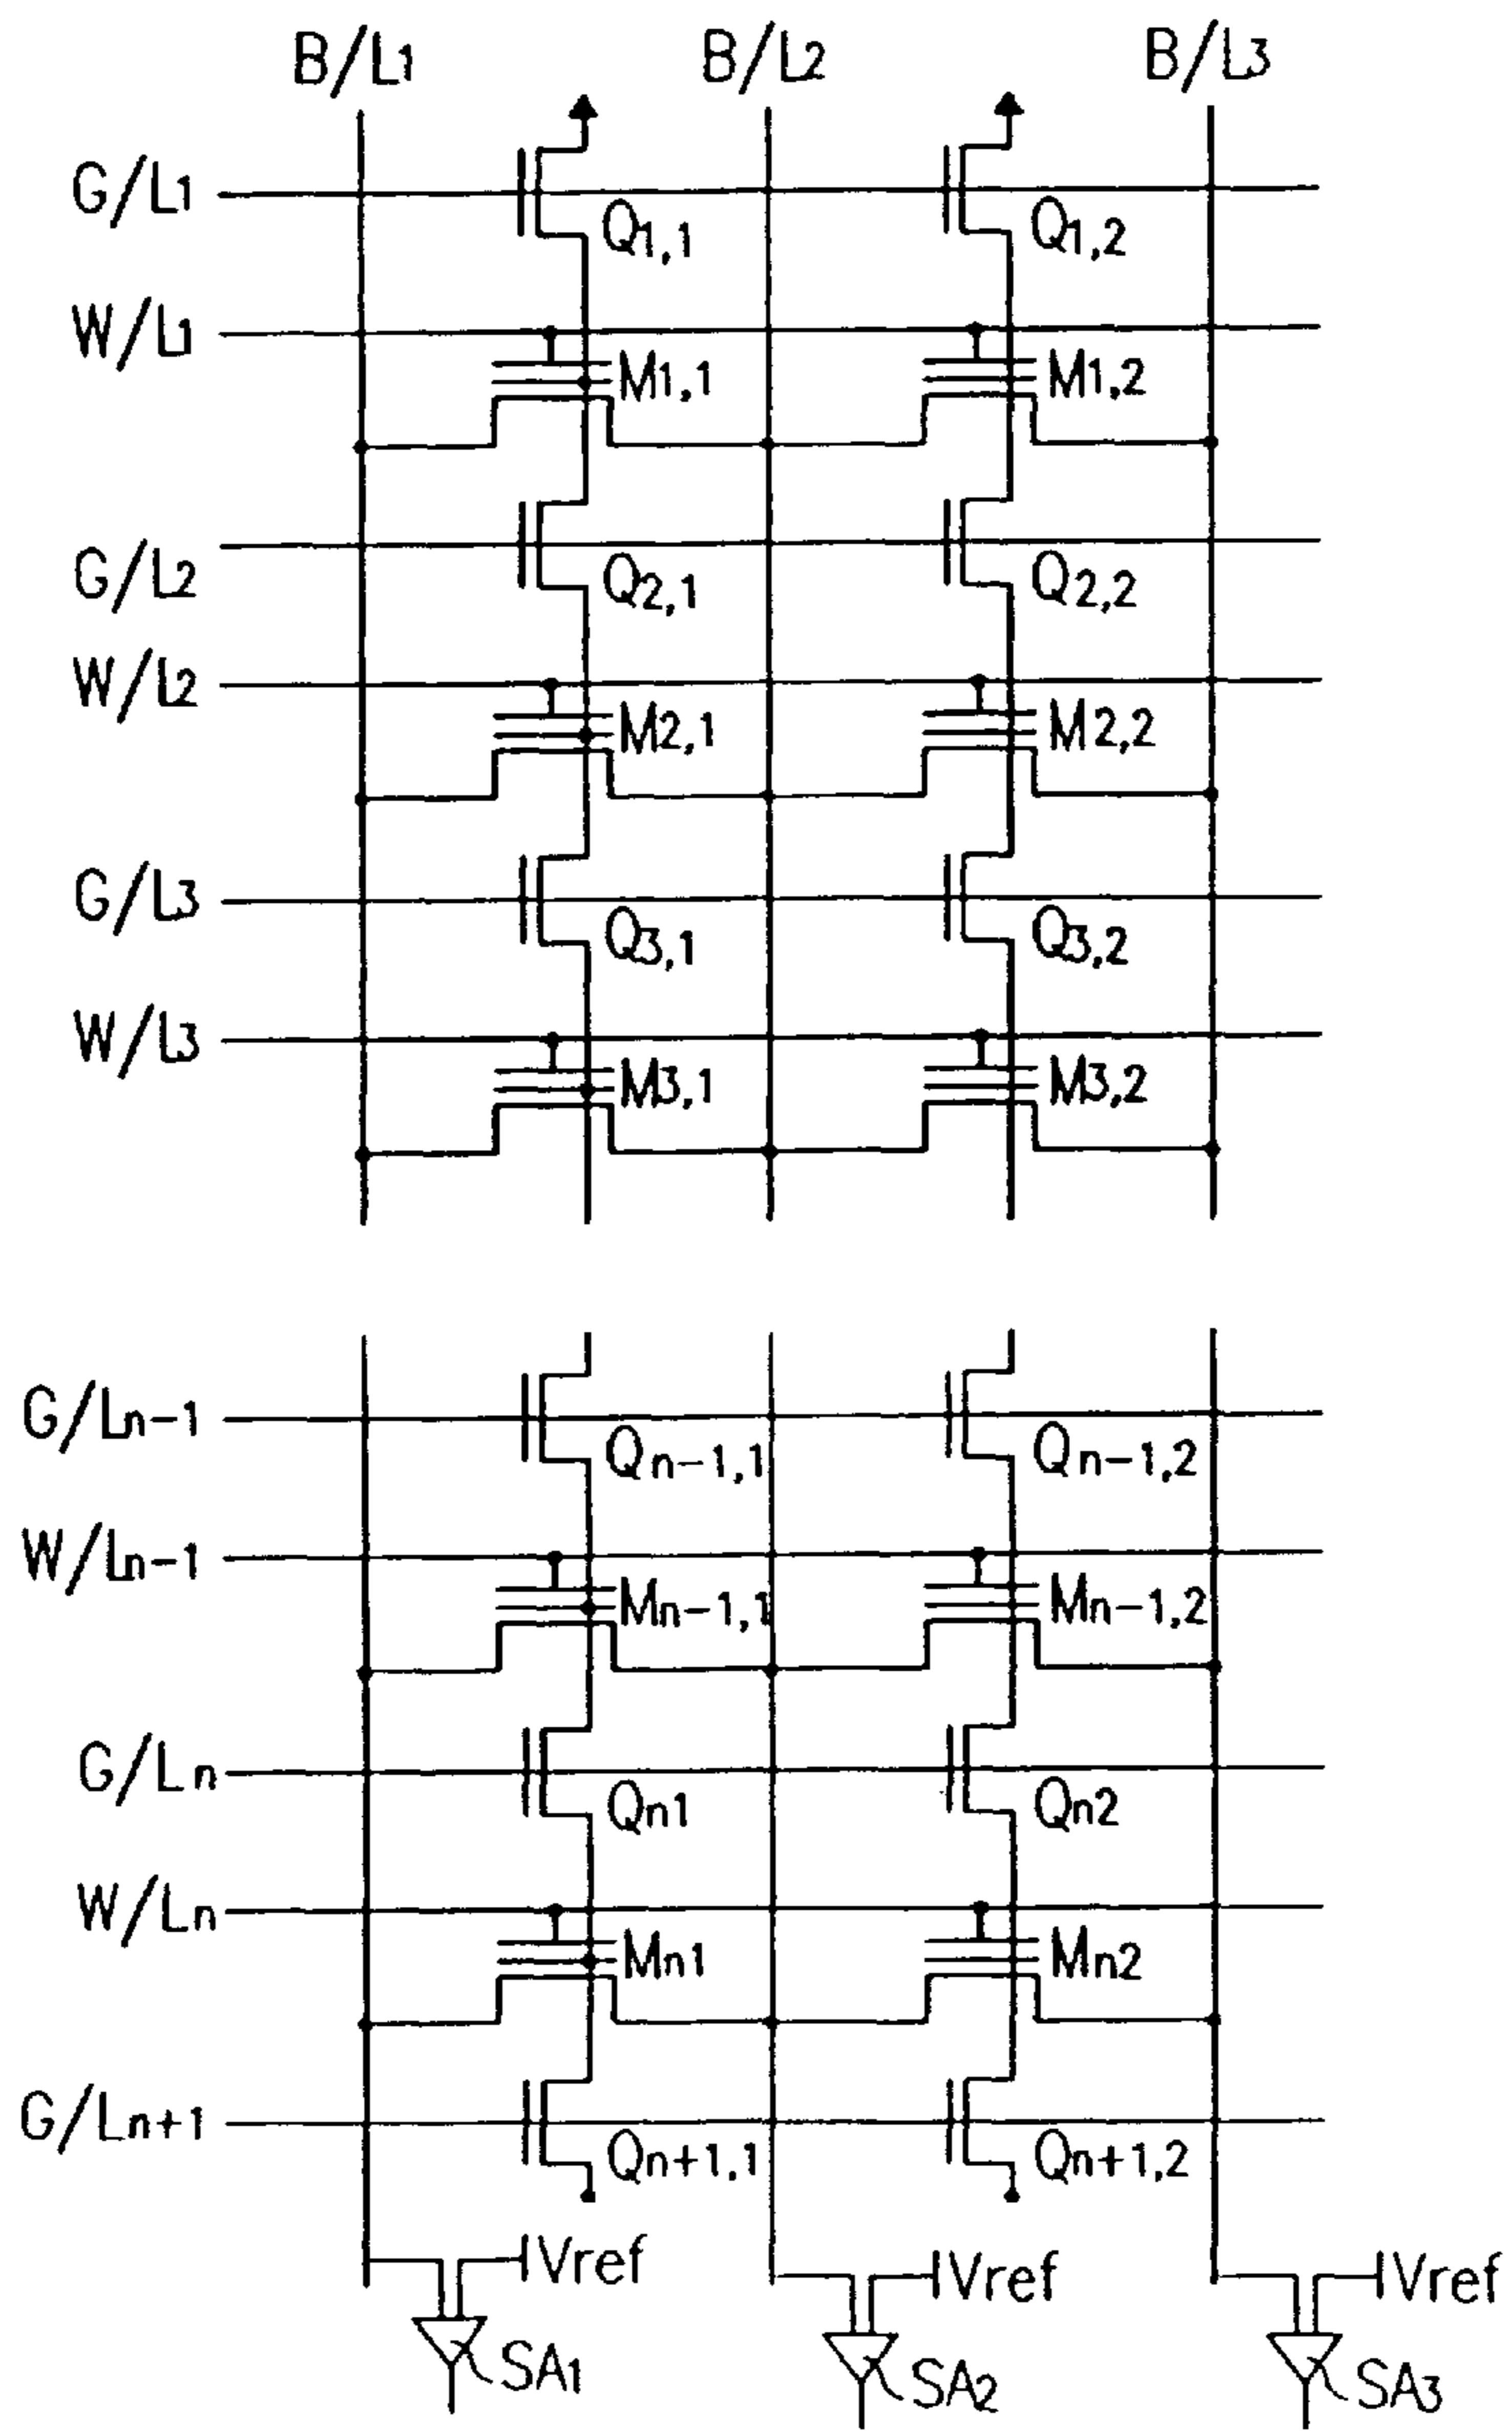 B/L1 B/L2 B/L3
G/L1
Q1,1 Q1,2
W/L1
M1,1 M1,2
G/L2
Q2,1 Q2,2
W/L2
M2,1 M2,2
G/L3
Q3,1 Q3,2
W/L3
M3,1 M3,2
G/Ln-1
Qn-1,1 Qn-1,2
W/Ln-1
Mn-1,1 Mn-1,2
G/Ln
Qn1 Qn2
W/Ln
Mn1 Mn2
G/Ln+1
Qn+1,1 Qn+1,2
Vref Vref Vref
SA1 SA2 SA3